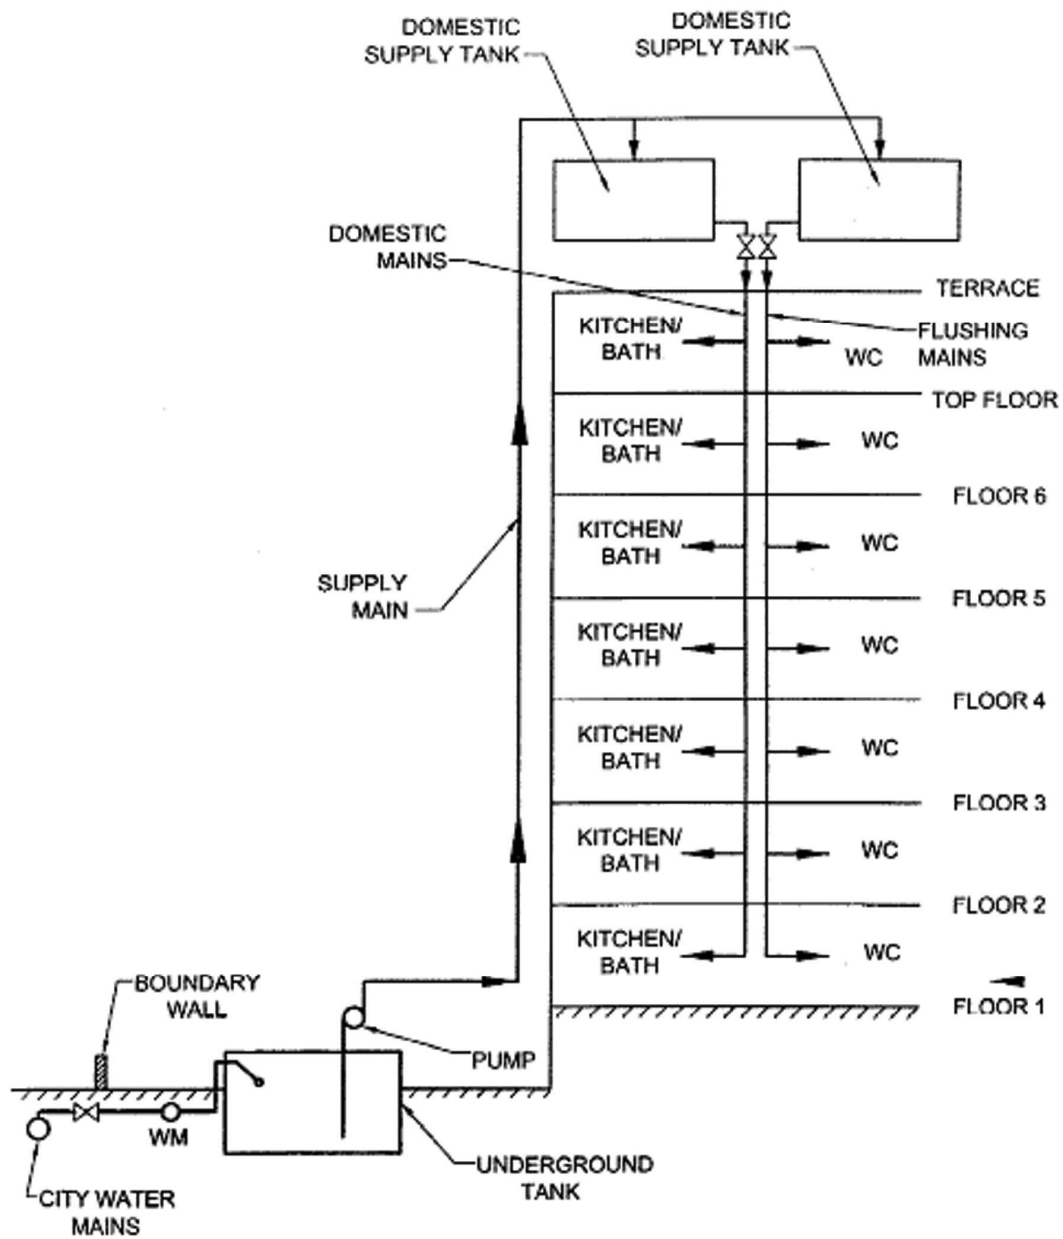 DOMESTIC
SUPPLY TANK
DOMESTIC
SUPPLY TANK
DOMESTIC
MAINS
TERRACE
KITCHEN/
BATH
FLUSHING
MAINS
WC
TOP FLOOR
KITCHEN/
BATH
WC
FLOOR 6
KITCHEN/
BATH
WC
SUPPLY
MAIN
FLOOR 5
KITCHEN/
BATH
WC
FLOOR 4
KITCHEN/
BATH
WC
FLOOR 3
KITCHEN/
BATH
WC
FLOOR 2
KITCHEN/
BATH
WC
BOUNDARY
WALL
FLOOR 1
PUMP
WM
UNDERGROUND
TANK
CITY WATER
MAINS